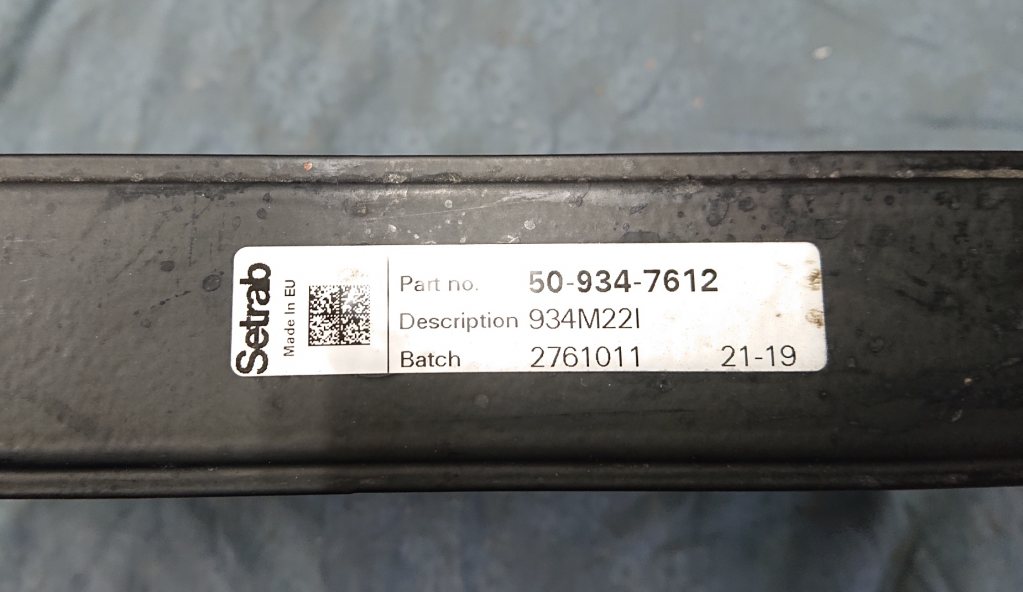 Setrab
Made In EU
Part no. 50-934-7612
Description 934M22I
Batch 2761011 21-19